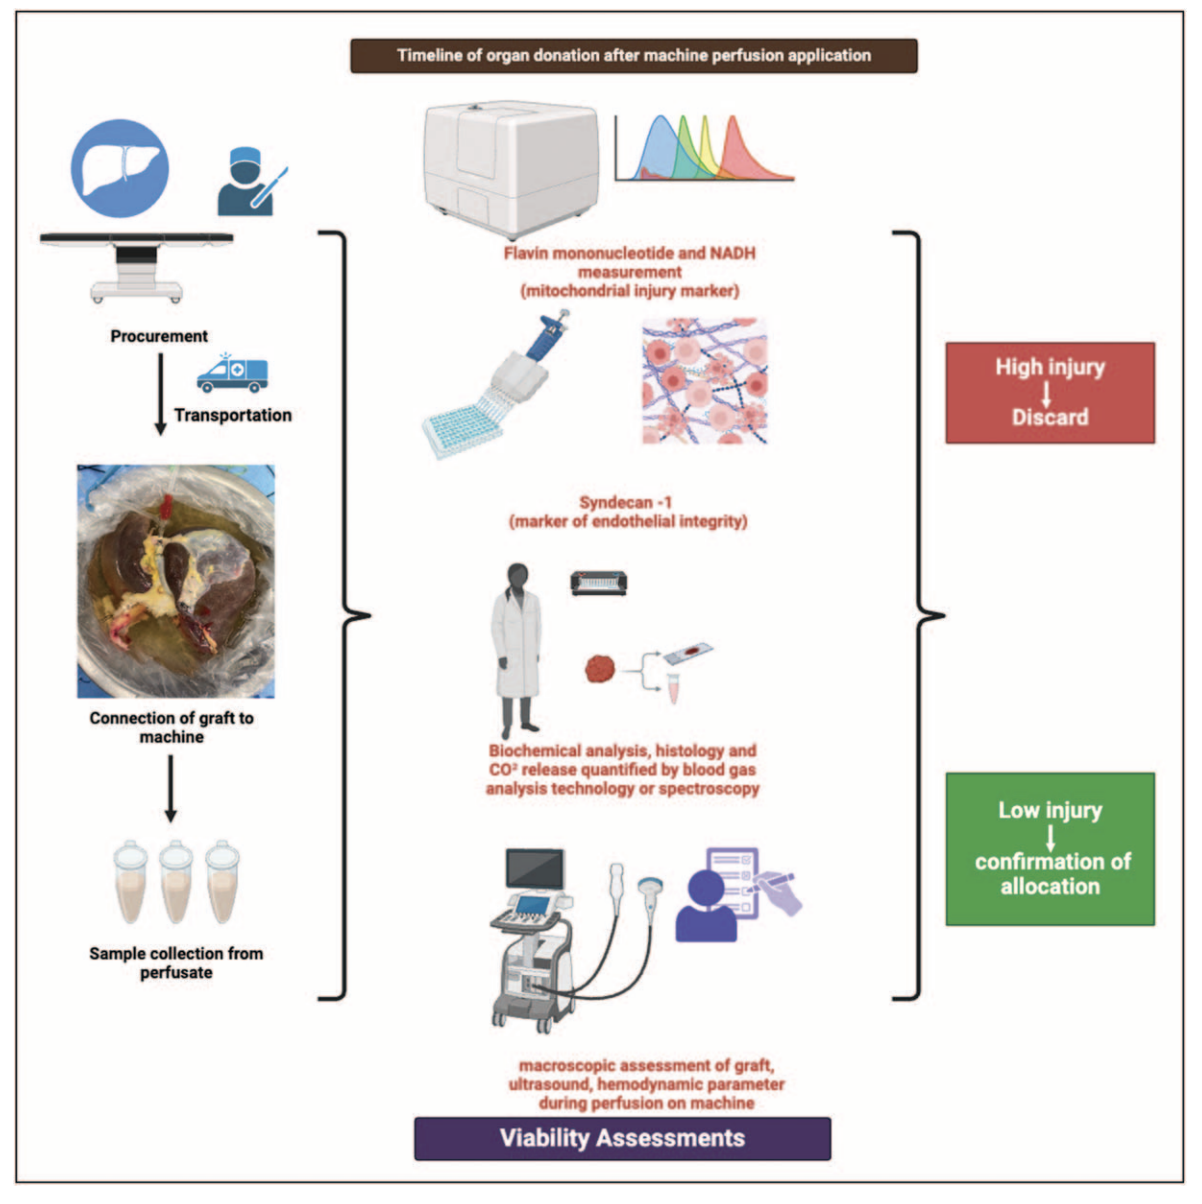 Timeline of organ donation after machine perfusion application
Procurement
Transportation
Connection of graft to
machine
Sample collection from
perfusate
Flavin mononucleotide and NADH
measurement
(mitochondrial injury marker)
Syndecan -1
(marker of endothelial integrity)
Biochemical analysis, histology and
CO² release quantified by blood gas
analysis technology or spectroscopy
macroscopic assessment of graft,
ultrasound, hemodynamic parameter
during perfusion on machine
Viability Assessments
High injury
Discard
Low injury
confirmation of
allocation